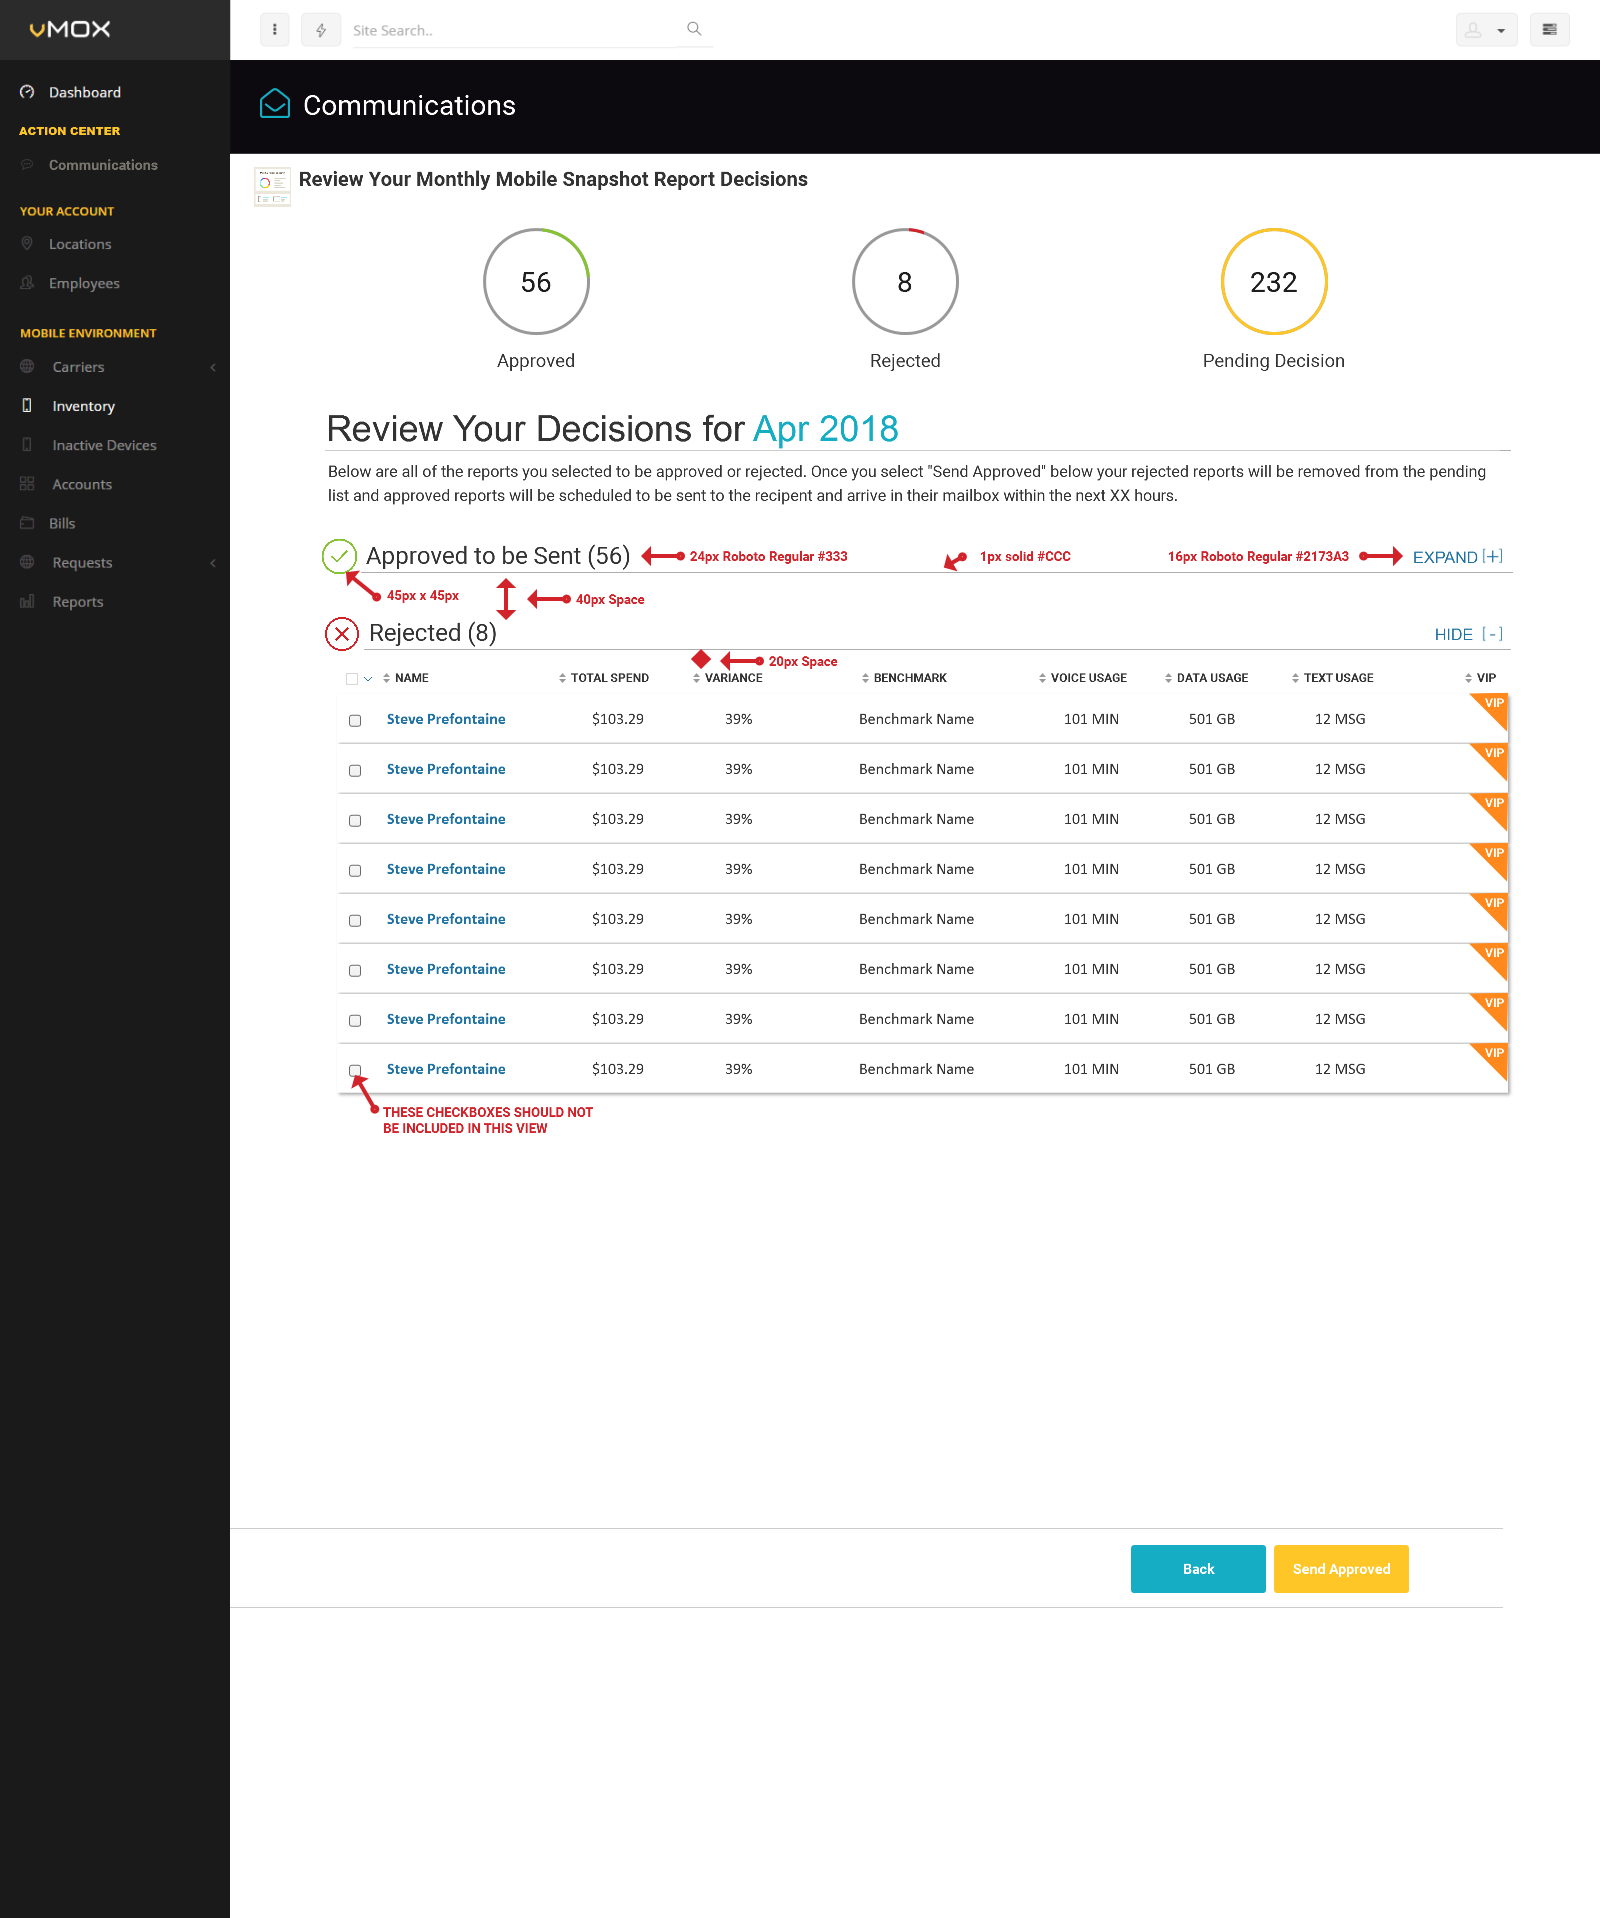 vMOX
Site Search..
Dashboard
ACTION CENTER
Communications
YOUR ACCOUNT
Locations
Employees
MOBILE ENVIRONMENT
Carriers
Inventory
Inactive Devices
Accounts
Bills
Requests
Reports
Communications
Review Your Monthly Mobile Snapshot Report Decisions
56 8 232
Approved Rejected Pending Decision
Review Your Decisions for Apr 2018
Below are all of the reports you selected to be approved or rejected. Once you select "Send Approved" below your rejected reports will be removed from the pending
list and approved reports will be scheduled to be sent to the recipent and arrive in their mailbox within the next XX hours.
Approved to be Sent (56) 24px Roboto Regular #333 1px solid #CCC 16px Roboto Regular #2173A3 EXPAND [+]
45px x 45px 40px Space
Rejected (8) HIDE [-]
20px Space
NAME TOTAL SPEND VARIANCE BENCHMARK VOICE USAGE DATA USAGE TEXT USAGE VIP
Steve Prefontaine $103.29 39% Benchmark Name 101 MIN 501 GB 12 MSG VIP
Steve Prefontaine $103.29 39% Benchmark Name 101 MIN 501 GB 12 MSG VIP
Steve Prefontaine $103.29 39% Benchmark Name 101 MIN 501 GB 12 MSG VIP
Steve Prefontaine $103.29 39% Benchmark Name 101 MIN 501 GB 12 MSG VIP
Steve Prefontaine $103.29 39% Benchmark Name 101 MIN 501 GB 12 MSG VIP
Steve Prefontaine $103.29 39% Benchmark Name 101 MIN 501 GB 12 MSG VIP
Steve Prefontaine $103.29 39% Benchmark Name 101 MIN 501 GB 12 MSG VIP
Steve Prefontaine $103.29 39% Benchmark Name 101 MIN 501 GB 12 MSG VIP
THESE CHECKBOXES SHOULD NOT
BE INCLUDED IN THIS VIEW
Back Send Approved